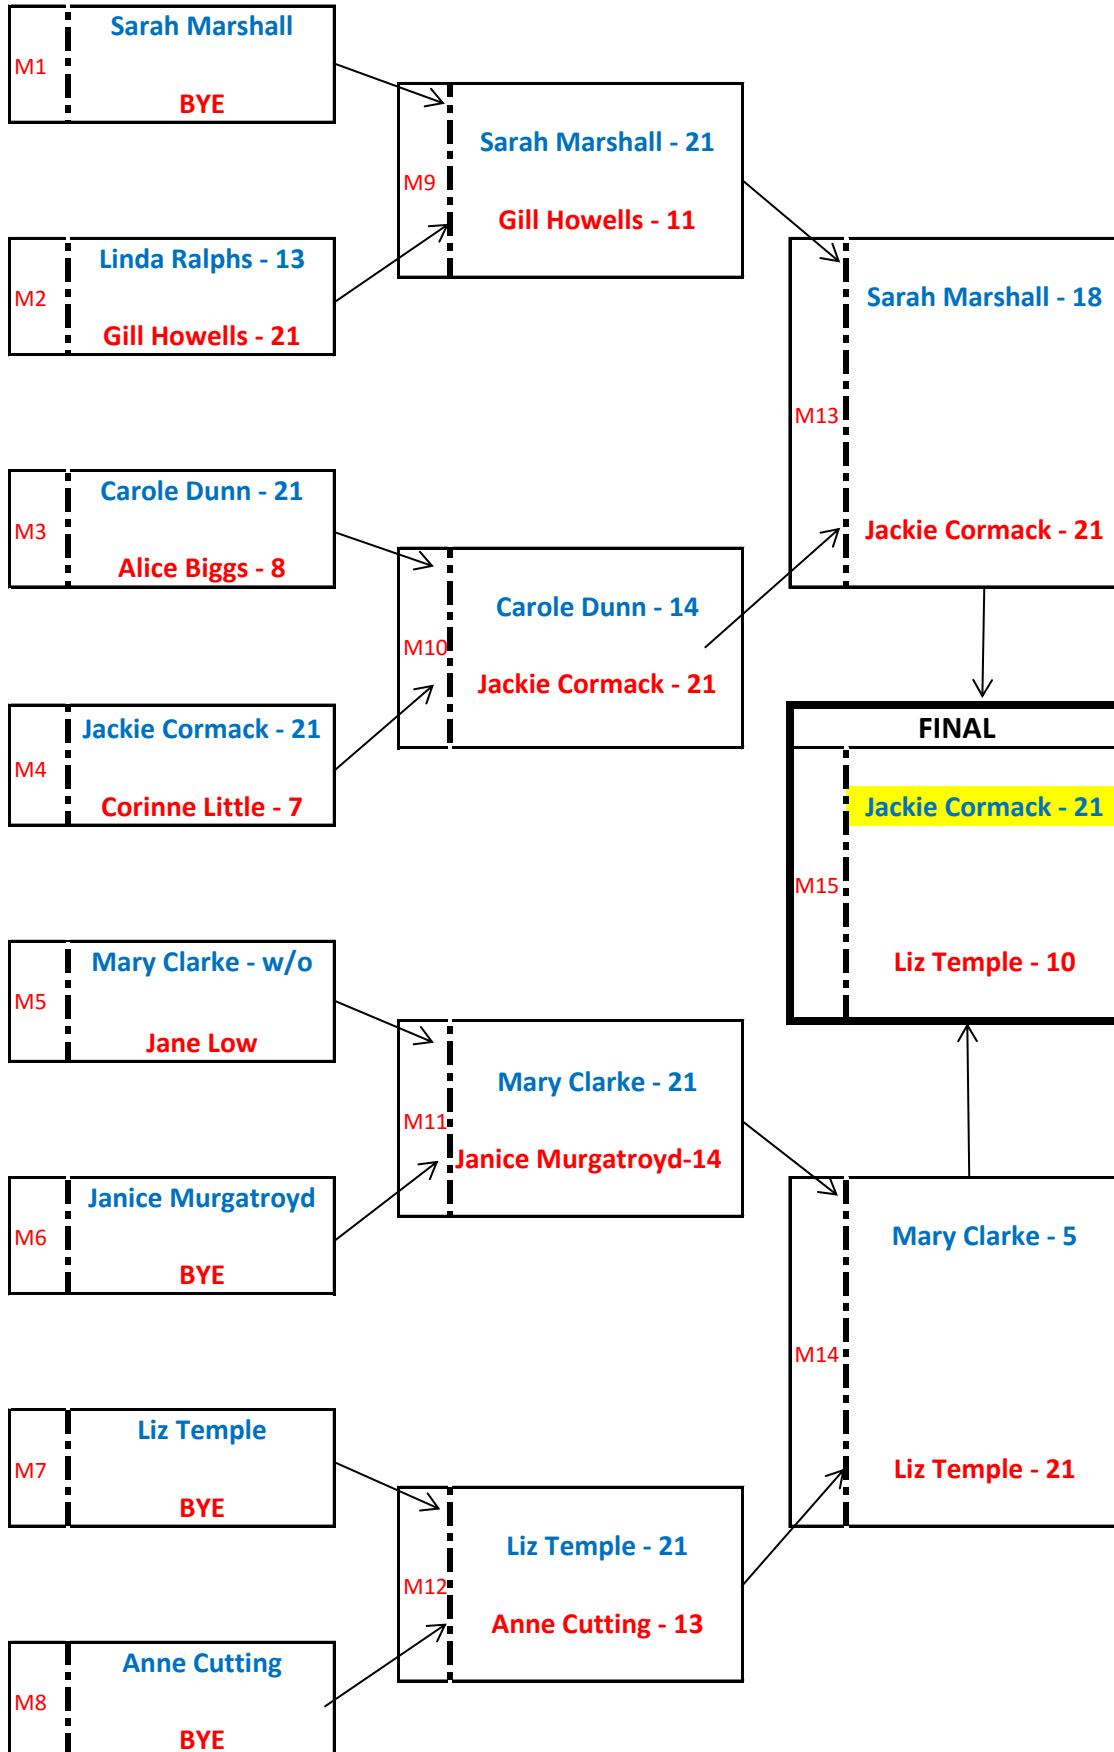 M1
Sarah Marshall
BYE
M2
Linda Ralphs - 13
Gill Howells - 21
M3
Carole Dunn - 21
Alice Biggs - 8
M4
Jackie Cormack - 21
Corinne Little - 7
M5
Mary Clarke - w/o
Jane Low
M6
Janice Murgatroyd
BYE
M7
Liz Temple
BYE
M8
Anne Cutting
BYE
M9
Sarah Marshall - 21
Gill Howells - 11
M10
Carole Dunn - 14
Jackie Cormack - 21
M11
Mary Clarke - 21
Janice Murgatroyd-14
M12
Liz Temple - 21
Anne Cutting - 13
M13
Sarah Marshall - 18
Jackie Cormack - 21
FINAL
M15
Jackie Cormack - 21
Liz Temple - 10
M14
Mary Clarke - 5
Liz Temple - 21